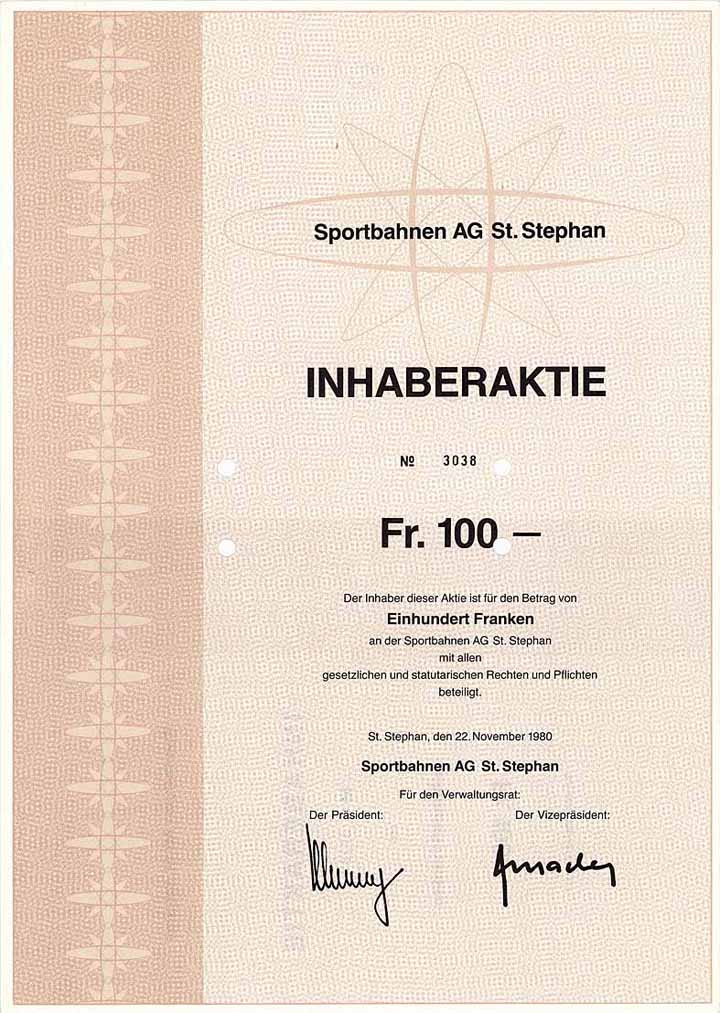 Sportbahnen AG St. Stephan
INHABERAKTIE
Nº 3038
Fr. 100 —
Der Inhaber dieser Aktie ist für den Betrag von
Einhundert Franken
an der Sportbahnen AG St. Stephan
mit allen
gesetzlichen und statutarischen Rechten und Pflichten
beteiligt.
St. Stephan, den 22. November 1980
Sportbahnen AG St. Stephan
Für den Verwaltungsrat:
Der Präsident: Der Vizepräsident: